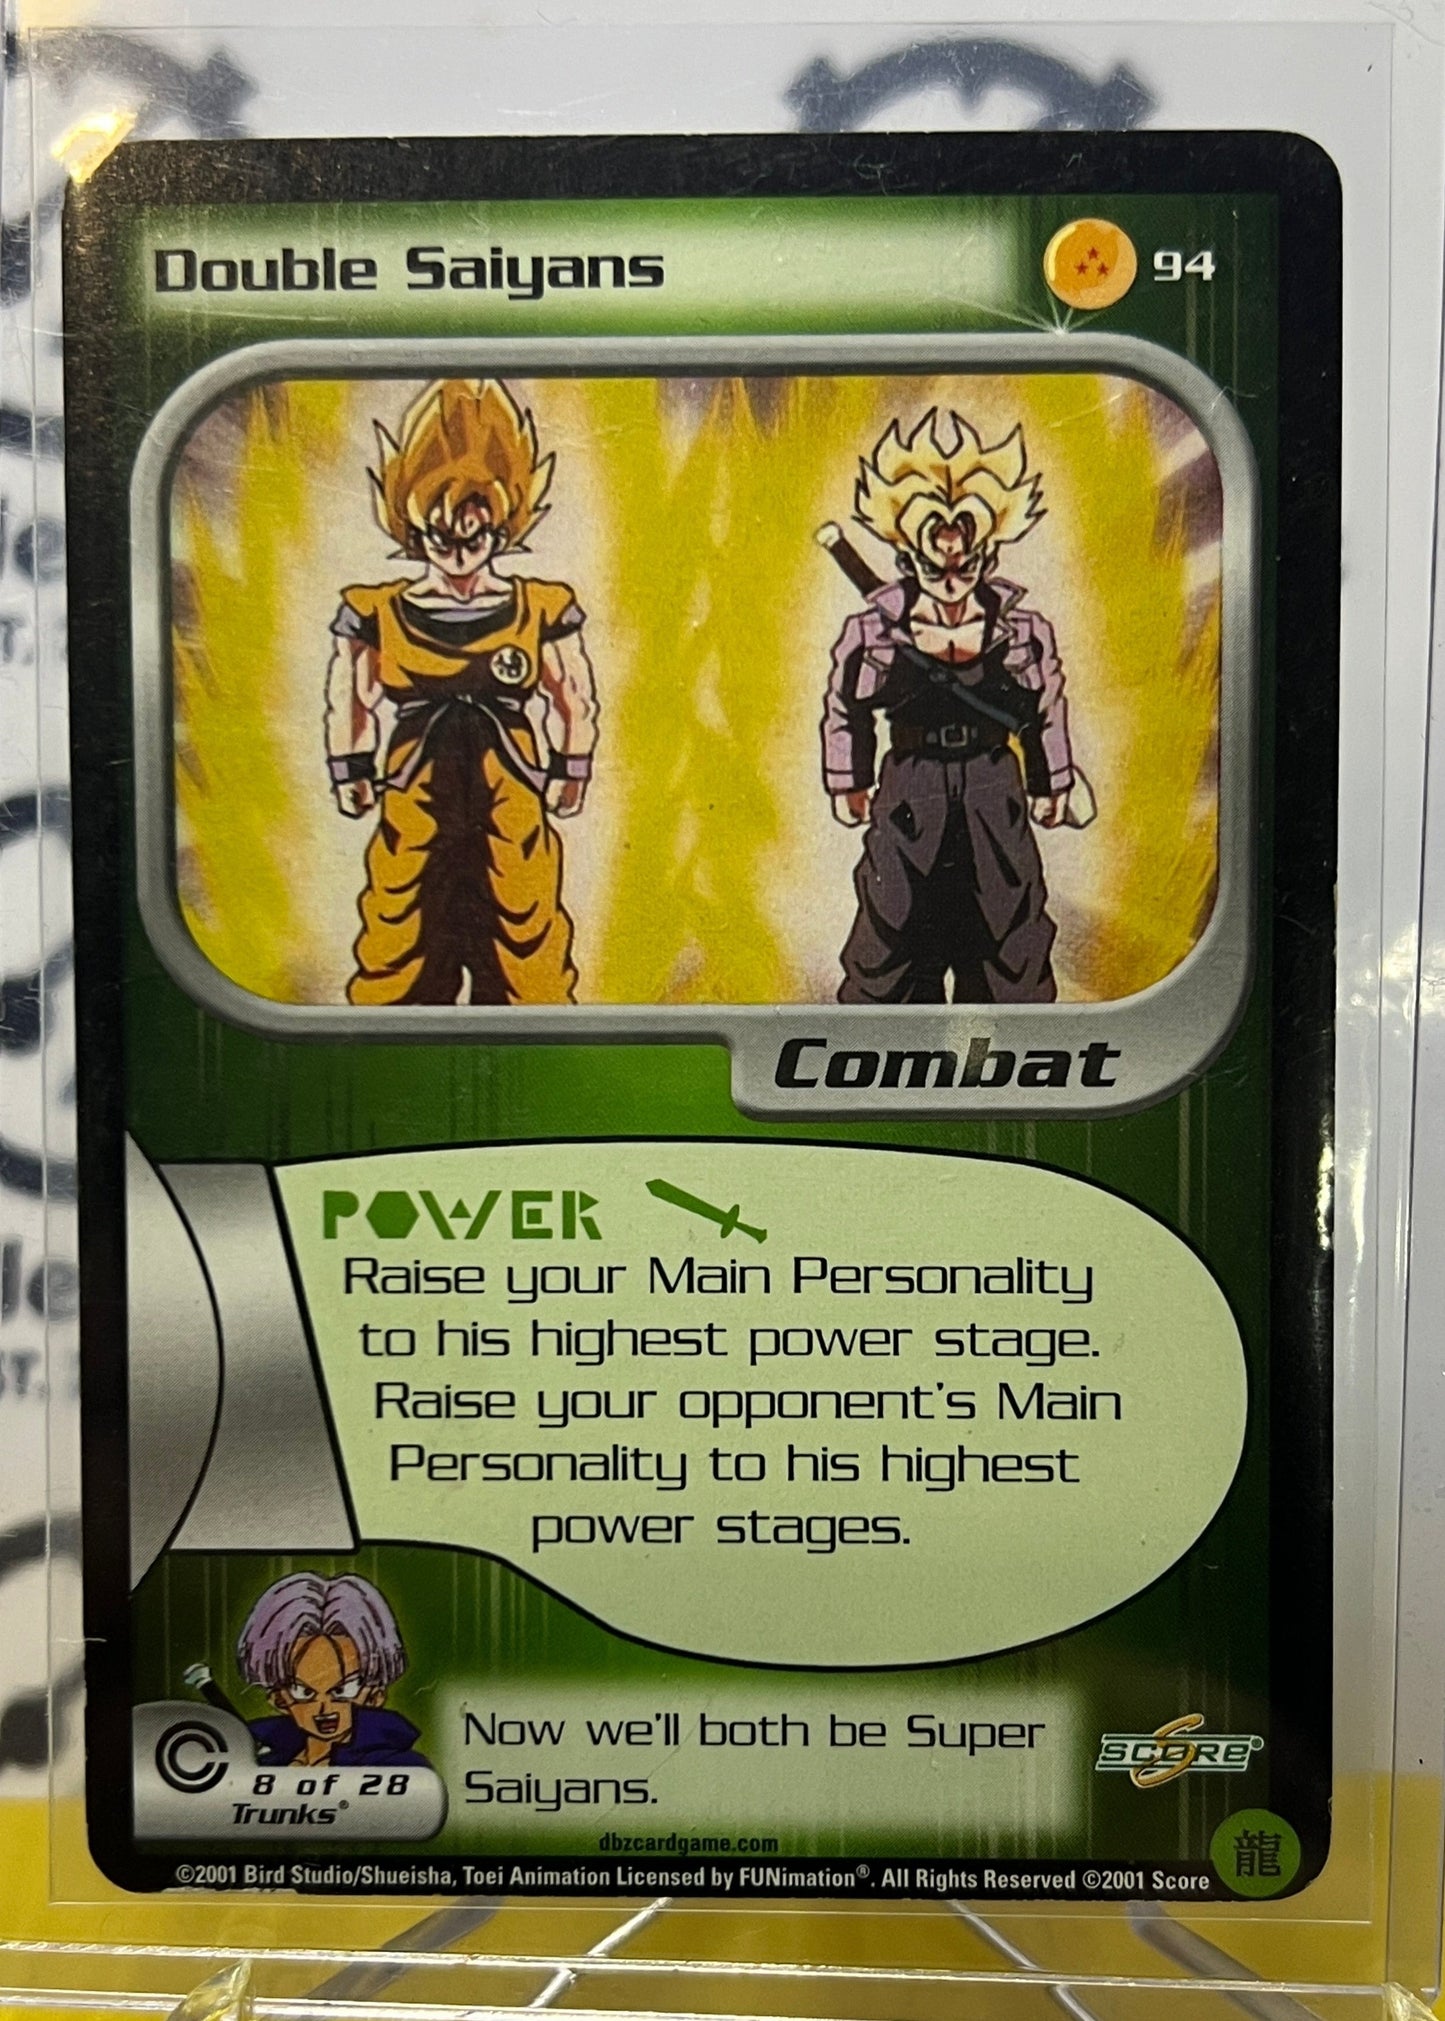 Double Saiyans
94
Combat
POWER
Raise your Main Personality
to his highest power stage.
Raise your opponent's Main
Personality to his highest
power stages.
8 of 28
Trunks®
Now we'll both be Super
Saiyans.
SCORE®
dbzcardgame.com
©2001 Bird Studio/Shueisha, Toei Animation Licensed by FUNimation®. All Rights Reserved ©2001 Score
龍